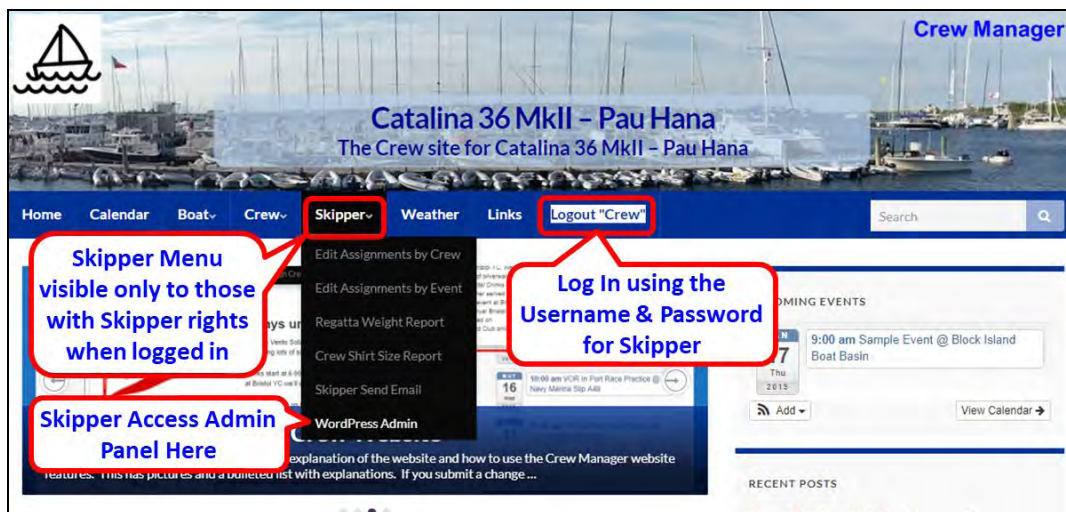 Crew Manager
Catalina 36 MkII – Pau Hana
The Crew site for Catalina 36 MkII – Pau Hana
Home Calendar Boat Crew Skipper Weather Links Logout "Crew" Search
Edit Assignments by Crew
Edit Assignments by Event
Regatta Weight Report
Crew Shirt Size Report
Skipper Send Email
WordPress Admin
Skipper Menu
visible only to those
with Skipper rights
when logged in
Log In using the
Username & Password
for Skipper
Skipper Access Admin
Panel Here
16
10:00 am VOR In Port Race Practice @
Navy Marina Slip A49
Website
explanation of the website and how to use the Crew Manager website
features. This has pictures and a bulleted list with explanations. If you submit a change ...
OMING EVENTS
7
Thu
2015
9:00 am Sample Event @ Block Island
Boat Basin
Add
View Calendar
RECENT POSTS